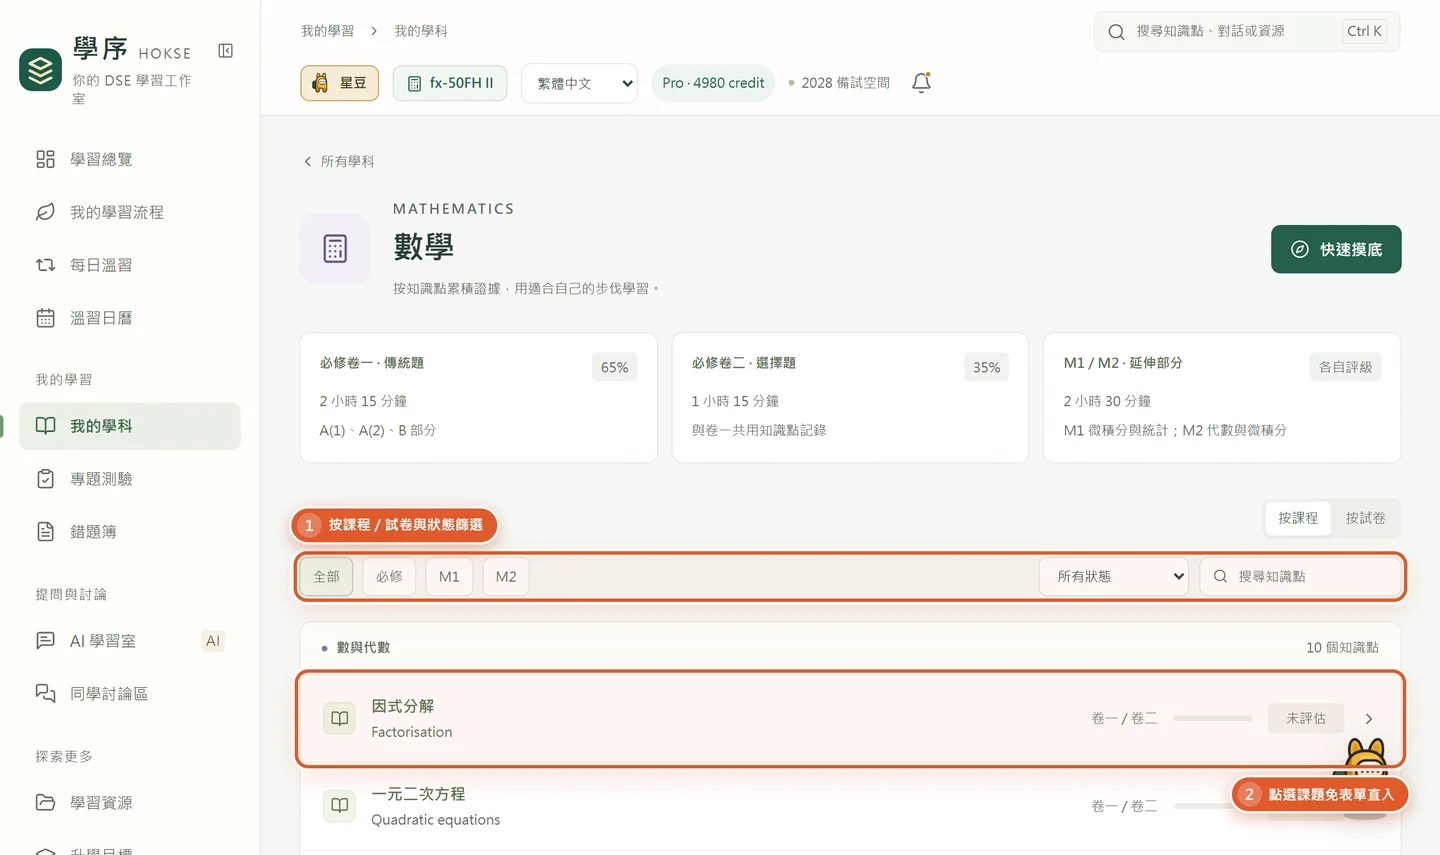 學序 HOKSE
你的 DSE 學習工作
室
學習總覽
我的學習流程
每日溫習
溫習日曆
我的學習
我的學科
專題測驗
錯題簿
提問與討論
AI 學習室 AI
同學討論區
探索更多
學習資源
升學目標
我的學習 > 我的學科
搜尋知識點、對話或資源 Ctrl K
星豆 fx-50FH II 繁體中文 Pro · 4980 credit 2028 備試空間
所有學科
MATHEMATICS
數學
按知識點累積證據，用適合自己的步伐學習。
快速摸底
必修卷一 · 傳統題 65%
2 小時 15 分鐘
A(1)、A(2)、B 部分
必修卷二 · 選擇題 35%
1 小時 15 分鐘
與卷一共用知識點記錄
M1 / M2 · 延伸部分 各自評級
2 小時 30 分鐘
M1 微積分與統計；M2 代數與微積分
1 按課程 / 試卷與狀態篩選
按課程 按試卷
全部 必修 M1 M2 所有狀態 搜尋知識點
數與代數 10 個知識點
因式分解
Factorisation
卷一 / 卷二 未評估
一元二次方程
Quadratic equations
卷一 / 卷二
2 點選課題免表單直入